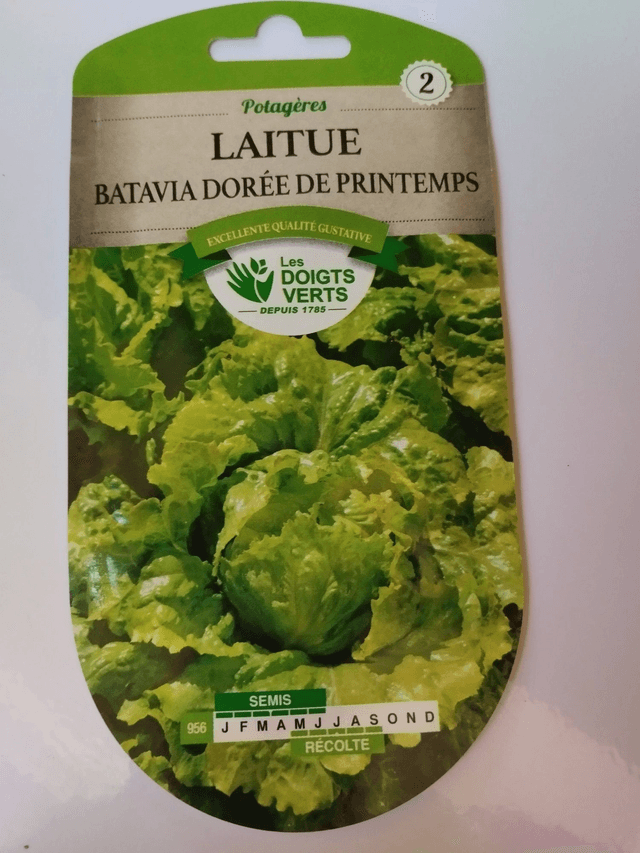 2
Potagères
LAITUE
BATAVIA DORÉE DE PRINTEMPS
EXCELLENTE QUALITÉ GUSTATIVE
Les
DOIGTS
VERTS
DEPUIS 1785
SEMIS
956 J F M A M J J A S O N D
RÉCOLTE